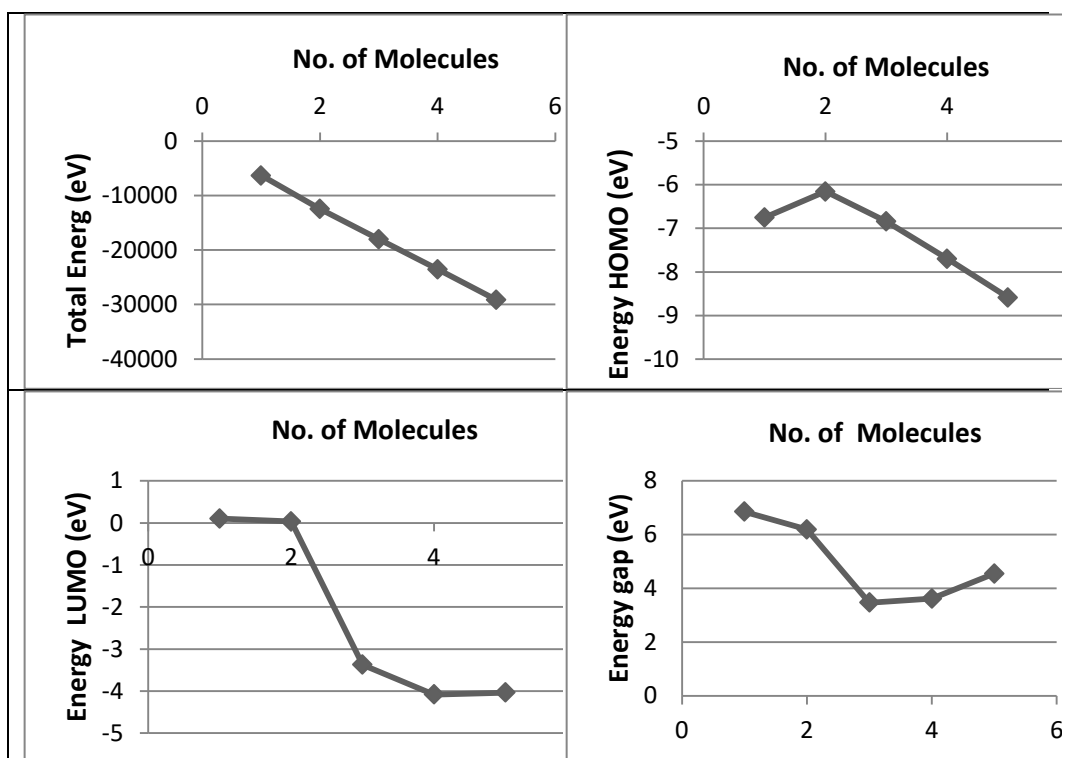 No. of Molecules
0 2 4 6
0
-10000
-20000
-30000
-40000
Total Energ (eV)
No. of Molecules
0 2 4
-5
-6
-7
-8
-9
-10
Energy HOMO (eV)
No. of Molecules
1
0
-1
-2
-3
-4
-5
0 2 4
Energy LUMO (eV)
No. of Molecules
8
6
4
2
0
0 2 4 6
Energy gap (eV)